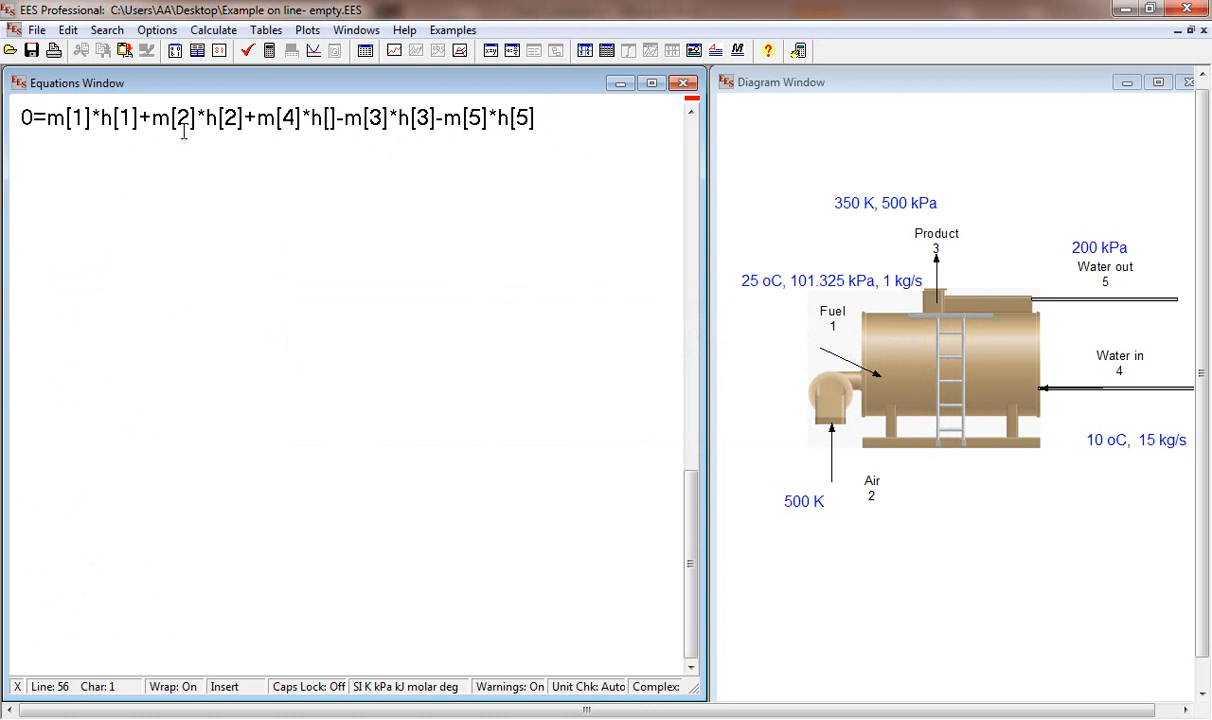 EES Professional: C:\Users\AA\Desktop\Example on line- empty.EES
File Edit Search Options Calculate Tables Plots Windows Help Examples
Equations Window
0=m[1]*h[1]+m[2]*h[2]+m[4]*h[]-m[3]*h[3]-m[5]*h[5]
X Line: 56 Char: 1 Wrap: On Insert Caps Lock: Off SI K kPa kJ molar deg Warnings: On Unit Chk: Auto Complex:
Diagram Window
350 K, 500 kPa
Product
3
200 kPa
Water out
5
25 oC, 101.325 kPa, 1 kg/s
Fuel
1
Water in
4
10 oC, 15 kg/s
Air
2
500 K